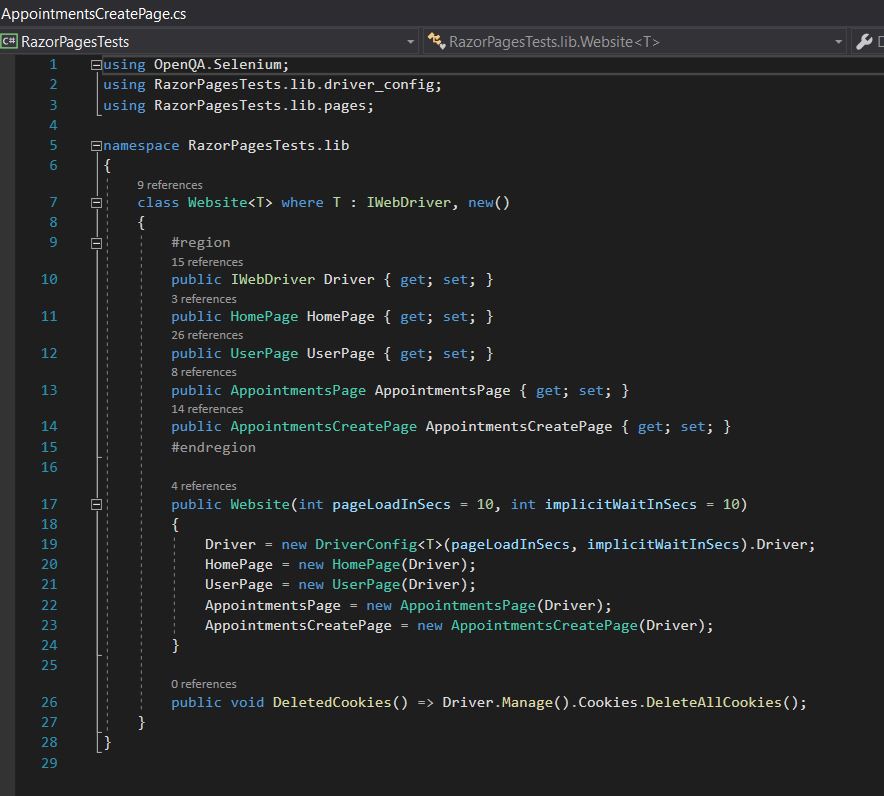 AppointmentsCreatePage.cs
C# RazorPagesTests RazorPagesTests.lib.Website<T>
1 using OpenQA.Selenium;
2 using RazorPagesTests.lib.driver_config;
3 using RazorPagesTests.lib.pages;
4
5 namespace RazorPagesTests.lib
6 {
9 references
7 class Website<T> where T : IWebDriver, new()
8 {
9 #region
15 references
10 public IWebDriver Driver { get; set; }
3 references
11 public HomePage HomePage { get; set; }
26 references
12 public UserPage UserPage { get; set; }
8 references
13 public AppointmentsPage AppointmentsPage { get; set; }
14 references
14 public AppointmentsCreatePage AppointmentsCreatePage { get; set; }
15 #endregion
16
4 references
17 public Website(int pageLoadInSecs = 10, int implicitWaitInSecs = 10)
18 {
19 Driver = new DriverConfig<T>(pageLoadInSecs, implicitWaitInSecs).Driver;
20 HomePage = new HomePage(Driver);
21 UserPage = new UserPage(Driver);
22 AppointmentsPage = new AppointmentsPage(Driver);
23 AppointmentsCreatePage = new AppointmentsCreatePage(Driver);
24 }
25
0 references
26 public void DeletedCookies() => Driver.Manage().Cookies.DeleteAllCookies();
27 }
28 }
29